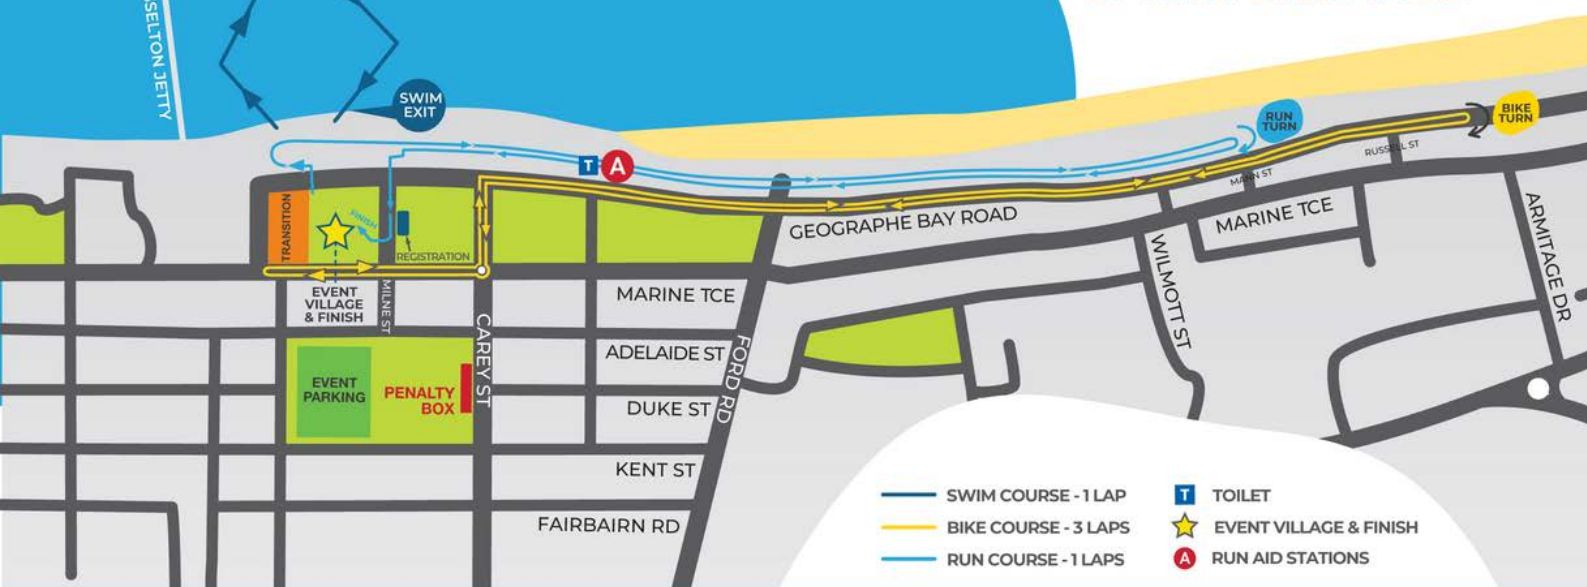 SSELTON JETTY
SWIM
EXIT
RUN
TURN
BIKE
TURN
T
A
RUSSELL ST
MANN ST
TRANSITION
FINISH
REGISTRATION
GEOGRAPHE BAY ROAD
MARINE TCE
ARMITAGE DR
WILMOTT ST
EVENT
VILLAGE
& FINISH
MILNE ST
MARINE TCE
CAREY ST
FORD RD
ADELAIDE ST
EVENT
PARKING
PENALTY
BOX
DUKE ST
KENT ST
FAIRBAIRN RD
SWIM COURSE - 1 LAP
BIKE COURSE - 3 LAPS
RUN COURSE - 1 LAPS
T TOILET
EVENT VILLAGE & FINISH
A RUN AID STATIONS